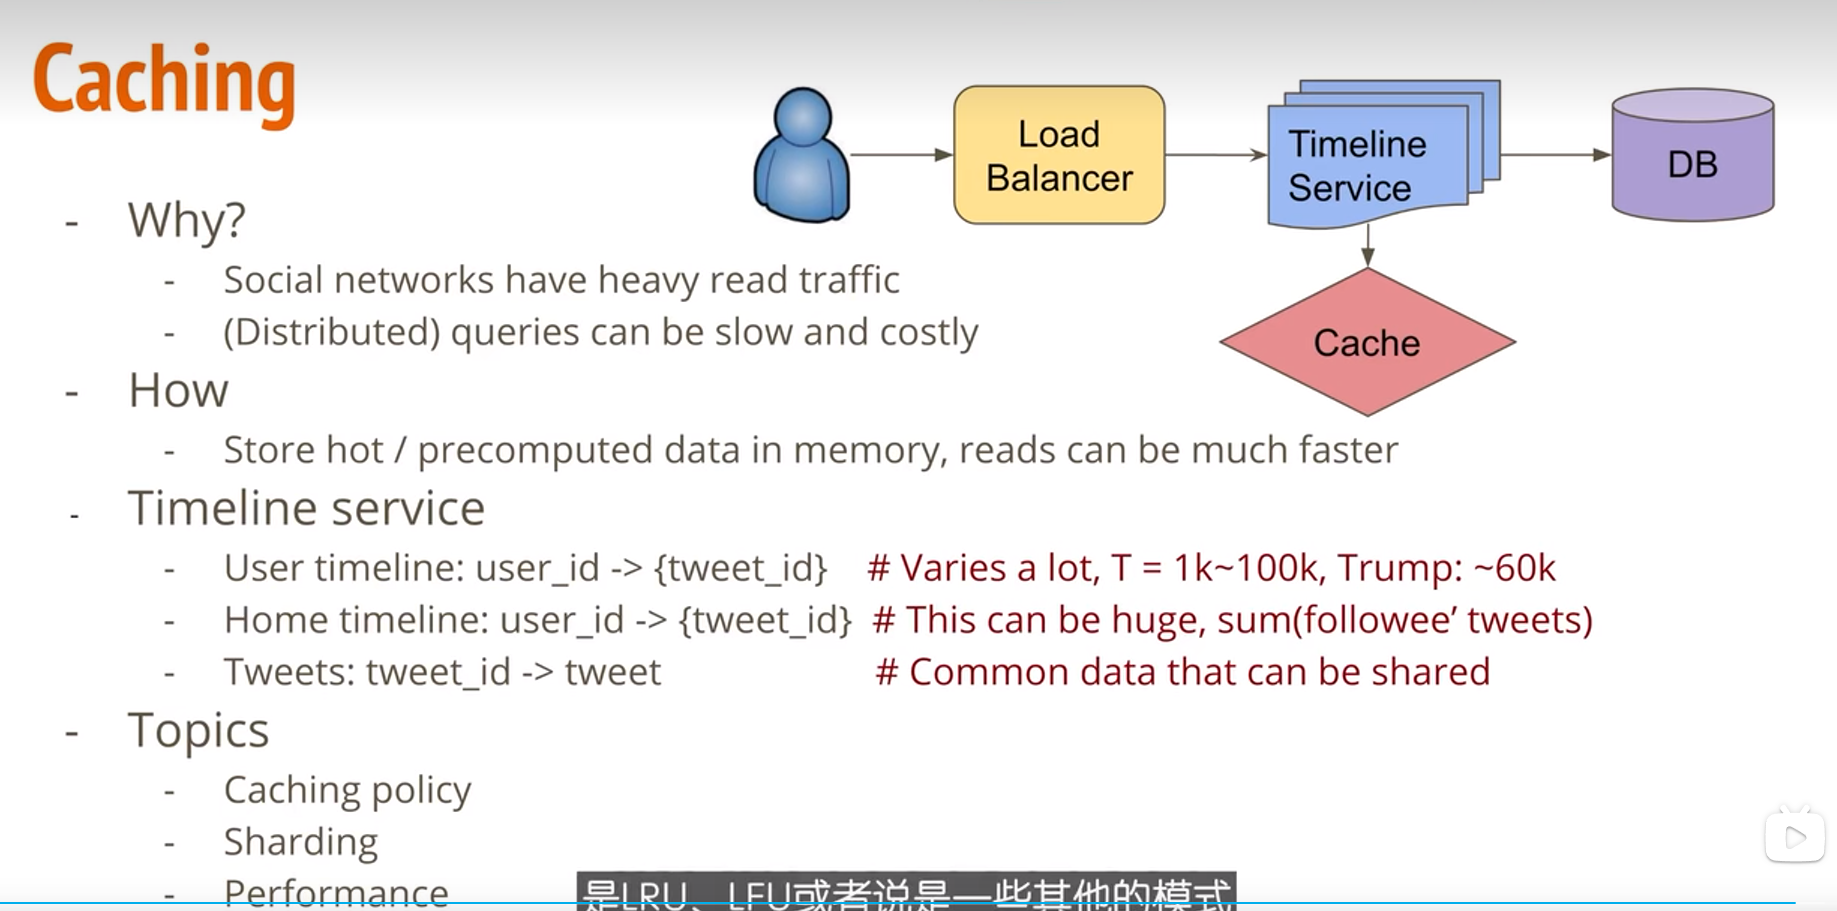 Caching
Load
Balancer
Timeline
Service
DB
Cache
- Why?
- Social networks have heavy read traffic
- (Distributed) queries can be slow and costly
- How
- Store hot / precomputed data in memory, reads can be much faster
- Timeline service
- User timeline: user_id -> {tweet_id} # Varies a lot, T = 1k~100k, Trump: ~60k
- Home timeline: user_id -> {tweet_id} # This can be huge, sum(followee’ tweets)
- Tweets: tweet_id -> tweet # Common data that can be shared
- Topics
- Caching policy
- Sharding
- Performance
是LRU、LFU或者说是一些其他的模式